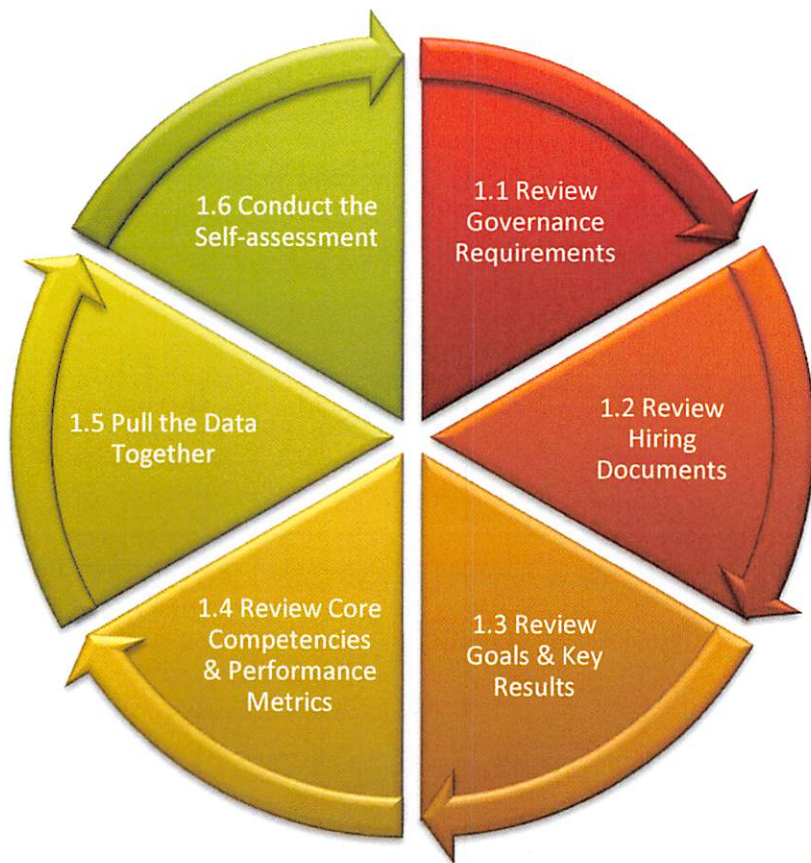 1.1 Review
Governance
Requirements
1.2 Review
Hiring
Documents
1.3 Review
Goals & Key
Results
1.4 Review Core
Competencies
& Performance
Metrics
1.5 Pull the Data
Together
1.6 Conduct the
Self-assessment